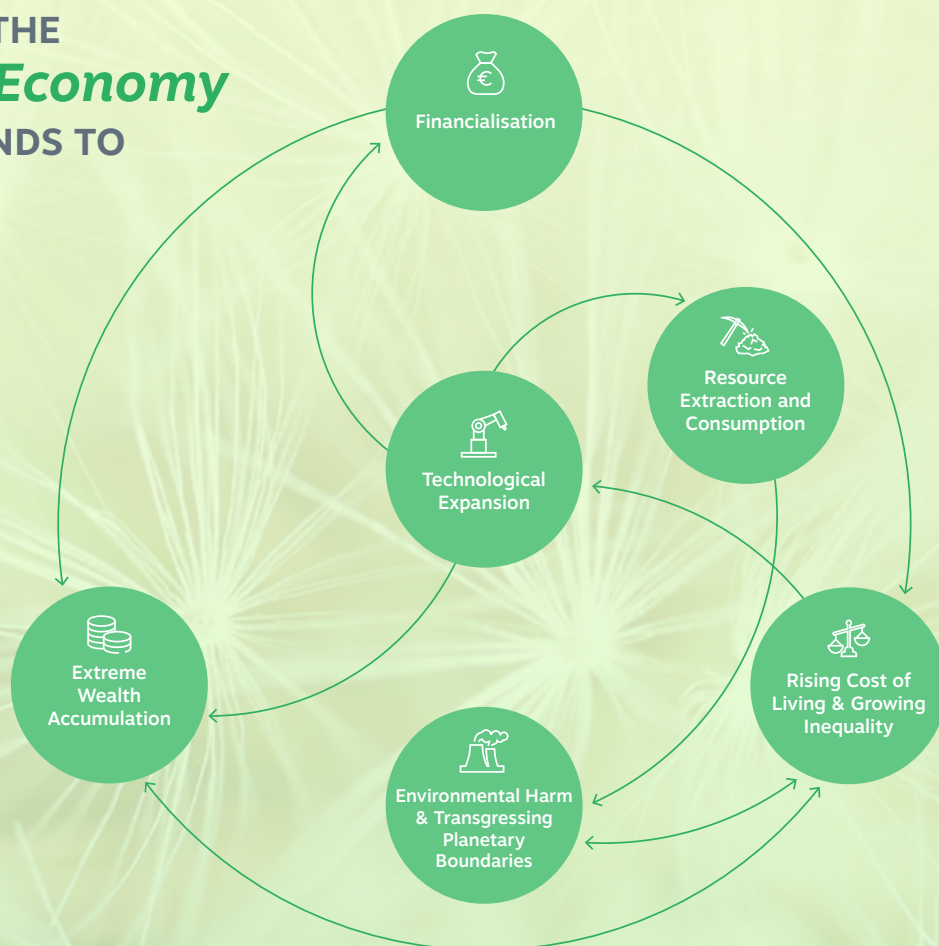 THE
Economy
NDS TO
€
Financialisation
Resource
Extraction and
Consumption
Technological
Expansion
Extreme
Wealth
Accumulation
Rising Cost of
Living & Growing
Inequality
Environmental Harm
& Transgressing
Planetary
Boundaries